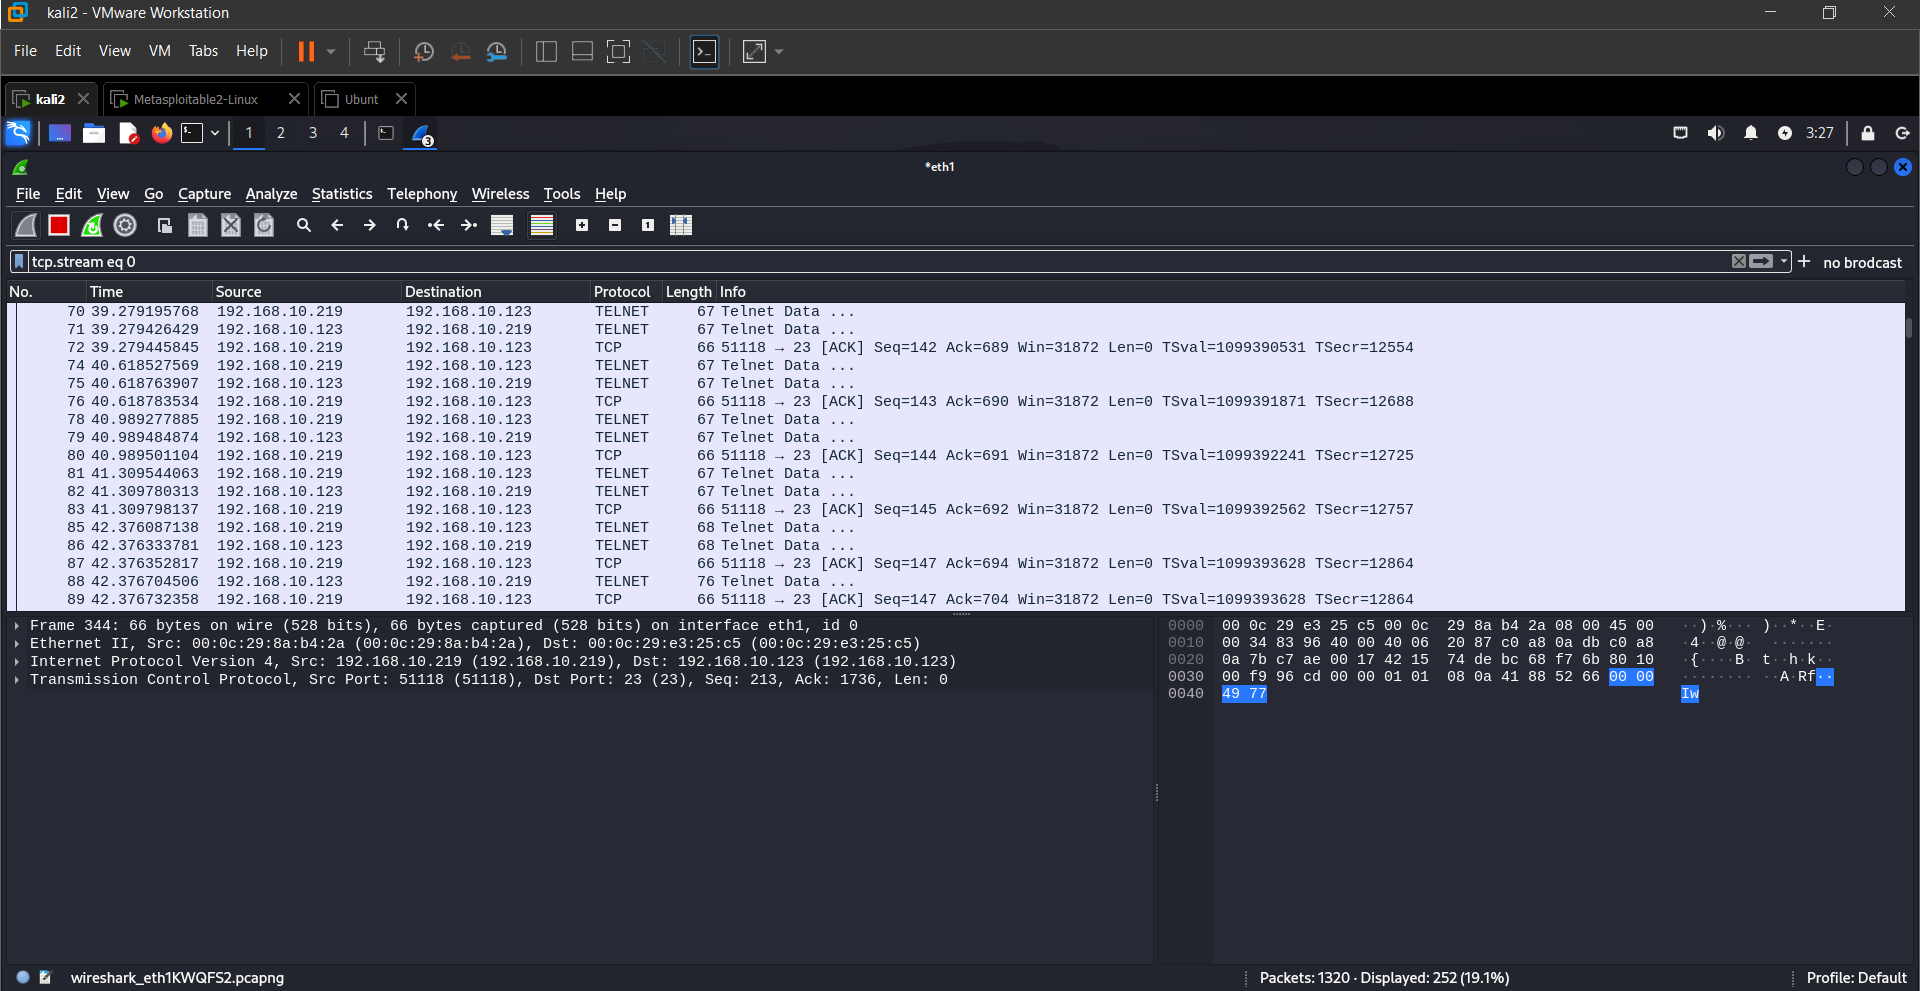 kali2 - VMware Workstation
File Edit View VM Tabs Help
kali2 Metasploitable2-Linux Ubunt
1 2 3 4 3 3:27
*eth1
File Edit View Go Capture Analyze Statistics Telephony Wireless Tools Help
tcp.stream eq 0 no brodcast
No. Time Source Destination Protocol Length Info
70 39.279195768 192.168.10.219 192.168.10.123 TELNET 67 Telnet Data ...
71 39.279426429 192.168.10.123 192.168.10.219 TELNET 67 Telnet Data ...
72 39.279445845 192.168.10.219 192.168.10.123 TCP 66 51118 → 23 [ACK] Seq=142 Ack=689 Win=31872 Len=0 TSval=1099390531 TSecr=12554
74 40.618527569 192.168.10.219 192.168.10.123 TELNET 67 Telnet Data ...
75 40.618763907 192.168.10.123 192.168.10.219 TELNET 67 Telnet Data ...
76 40.618783534 192.168.10.219 192.168.10.123 TCP 66 51118 → 23 [ACK] Seq=143 Ack=690 Win=31872 Len=0 TSval=1099391871 TSecr=12688
78 40.989277885 192.168.10.219 192.168.10.123 TELNET 67 Telnet Data ...
79 40.989484874 192.168.10.123 192.168.10.219 TELNET 67 Telnet Data ...
80 40.989501104 192.168.10.219 192.168.10.123 TCP 66 51118 → 23 [ACK] Seq=144 Ack=691 Win=31872 Len=0 TSval=1099392241 TSecr=12725
81 41.309544063 192.168.10.219 192.168.10.123 TELNET 67 Telnet Data ...
82 41.309780313 192.168.10.123 192.168.10.219 TELNET 67 Telnet Data ...
83 41.309798137 192.168.10.219 192.168.10.123 TCP 66 51118 → 23 [ACK] Seq=145 Ack=692 Win=31872 Len=0 TSval=1099392562 TSecr=12757
85 42.376087138 192.168.10.219 192.168.10.123 TELNET 68 Telnet Data ...
86 42.376333781 192.168.10.123 192.168.10.219 TELNET 68 Telnet Data ...
87 42.376352817 192.168.10.219 192.168.10.123 TCP 66 51118 → 23 [ACK] Seq=147 Ack=694 Win=31872 Len=0 TSval=1099393628 TSecr=12864
88 42.376704506 192.168.10.123 192.168.10.219 TELNET 76 Telnet Data ...
89 42.376732358 192.168.10.219 192.168.10.123 TCP 66 51118 → 23 [ACK] Seq=147 Ack=704 Win=31872 Len=0 TSval=1099393628 TSecr=12864
Frame 344: 66 bytes on wire (528 bits), 66 bytes captured (528 bits) on interface eth1, id 0
Ethernet II, Src: 00:0c:29:8a:b4:2a (00:0c:29:8a:b4:2a), Dst: 00:0c:29:e3:25:c5 (00:0c:29:e3:25:c5)
Internet Protocol Version 4, Src: 192.168.10.219 (192.168.10.219), Dst: 192.168.10.123 (192.168.10.123)
Transmission Control Protocol, Src Port: 51118 (51118), Dst Port: 23 (23), Seq: 213, Ack: 1736, Len: 0
0000 00 0c 29 e3 25 c5 00 0c 29 8a b4 2a 08 00 45 00 ··)·%··· )··*··E·
0010 00 34 83 96 40 00 40 06 20 87 c0 a8 0a db c0 a8 ·4··@·@· ·······
0020 0a 7b c7 ae 00 17 42 15 74 de bc 68 f7 6b 80 10 ·{····B· t··h·k··
0030 00 f9 96 cd 00 00 01 01 08 0a 41 88 52 66 00 00 ········ ··A·Rf··
0040 49 77 Iw
wireshark_eth1KWQFS2.pcapng Packets: 1320 · Displayed: 252 (19.1%) Profile: Default